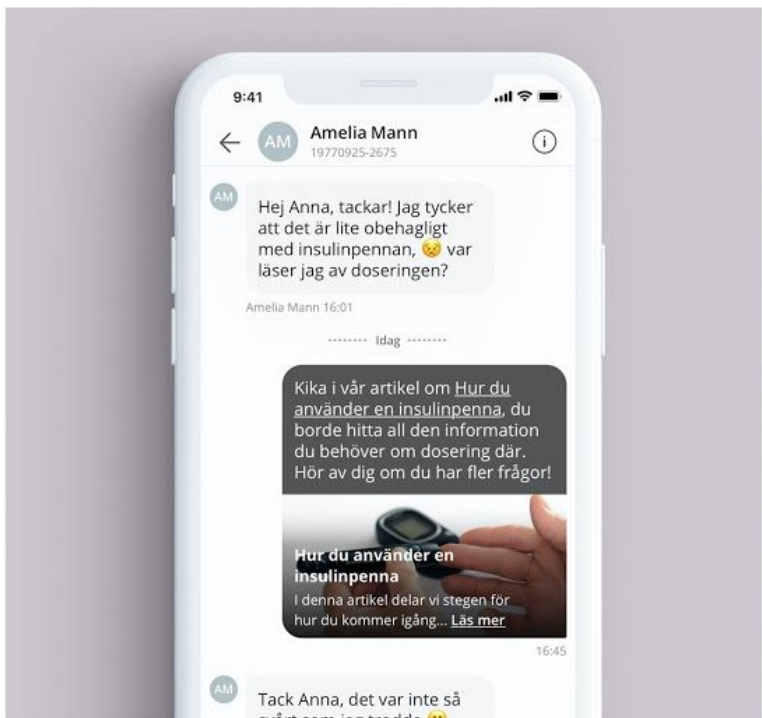 9:41
AM
Amelia Mann
19770925-2675
AM
Hej Anna, tackar! Jag tycker
att det är lite obehagligt
med insulinpennan, 😣 var
läser jag av doseringen?
Amelia Mann 16:01
-------- Idag --------
Kika i vår artikel om Hur du
använder en insulinpenna, du
borde hitta all den information
du behöver om dosering där.
Hör av dig om du har fler frågor!
Hur du använder en
insulinpenna
I denna artikel delar vi stegen för
hur du kommer igång... Läs mer
16:45
AM
Tack Anna, det var inte så
svårt som jag trodde